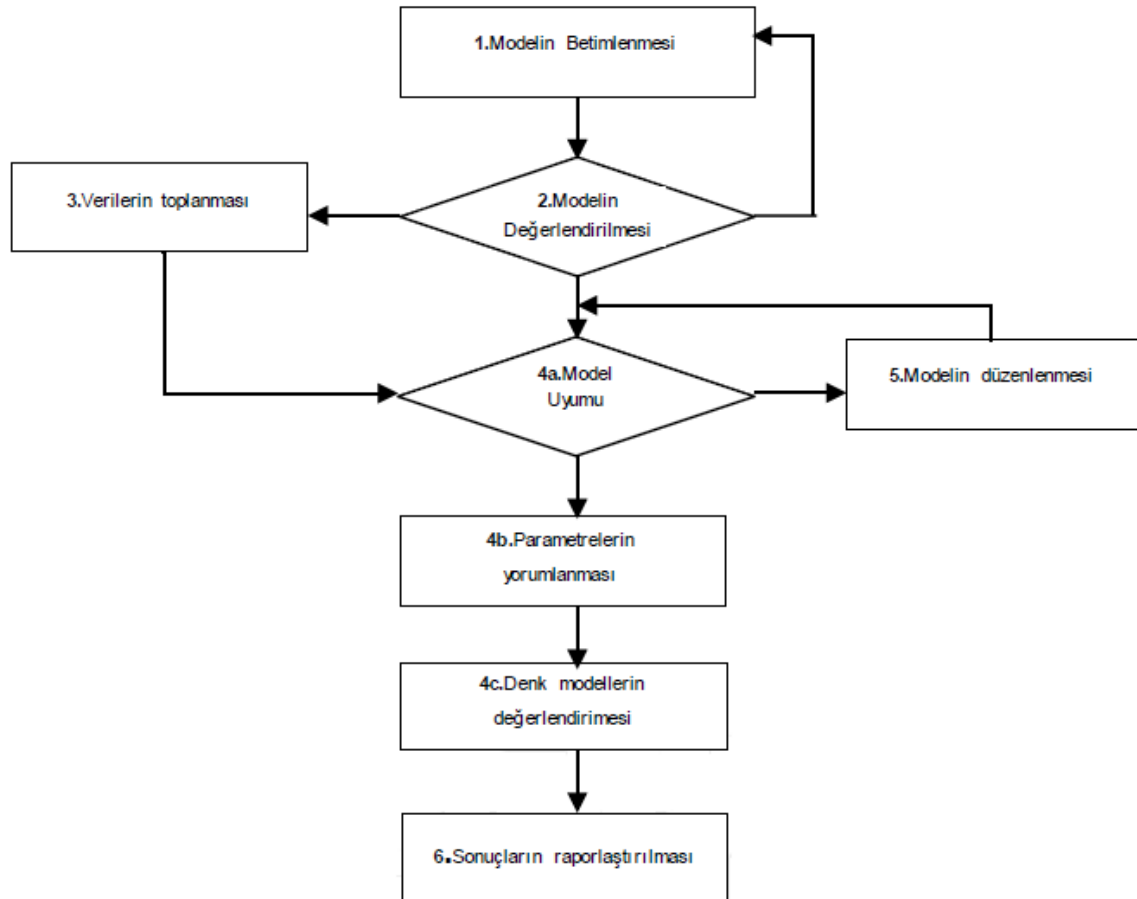 1.Modelin Betimlenmesi
2.Modelin
Değerlendirilmesi
3.Verilerin toplanması
4a.Model
Uyumu
5.Modelin düzenlenmesi
4b.Parametrelerin
yorumlanması
4c.Denk modellerin
değerlendirimesi
6.Sonuçların raporlaştırılması